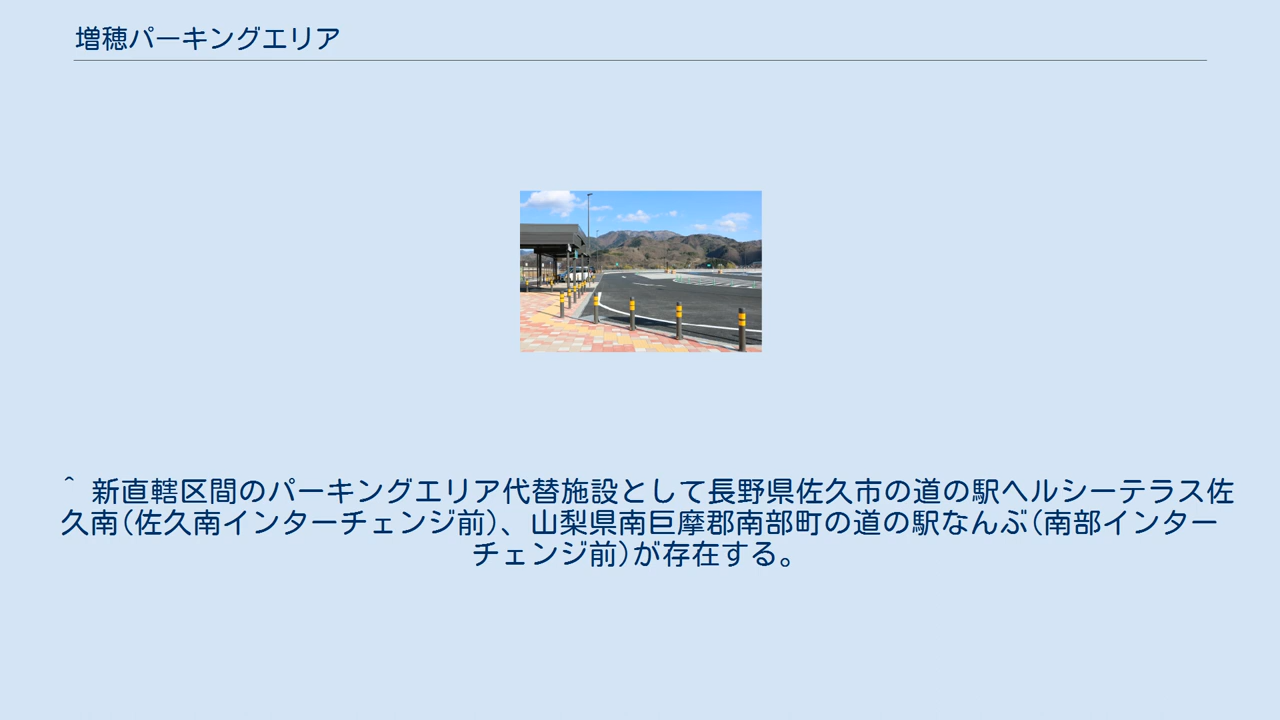 増穂パーキングエリア
^ 新直轄区間のパーキングエリア代替施設として長野県佐久市の道の駅ヘルシーテラス佐
久南(佐久南インターチェンジ前)、山梨県南巨摩郡南部町の道の駅なんぶ(南部インター
チェンジ前)が存在する。